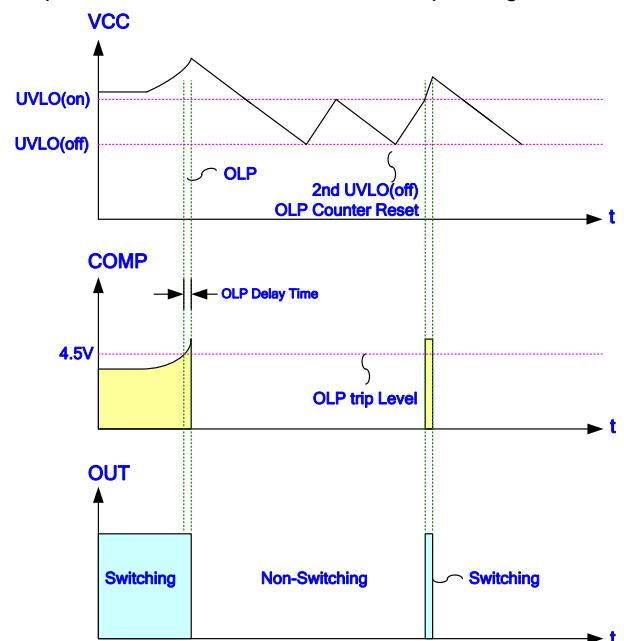 VCC
UVLO(on)
UVLO(off)
OLP
2nd UVLO(off)
OLP Counter Reset
t
COMP
OLP Delay Time
4.5V
OLP trip Level
t
OUT
Switching
Non-Switching
Switching
t